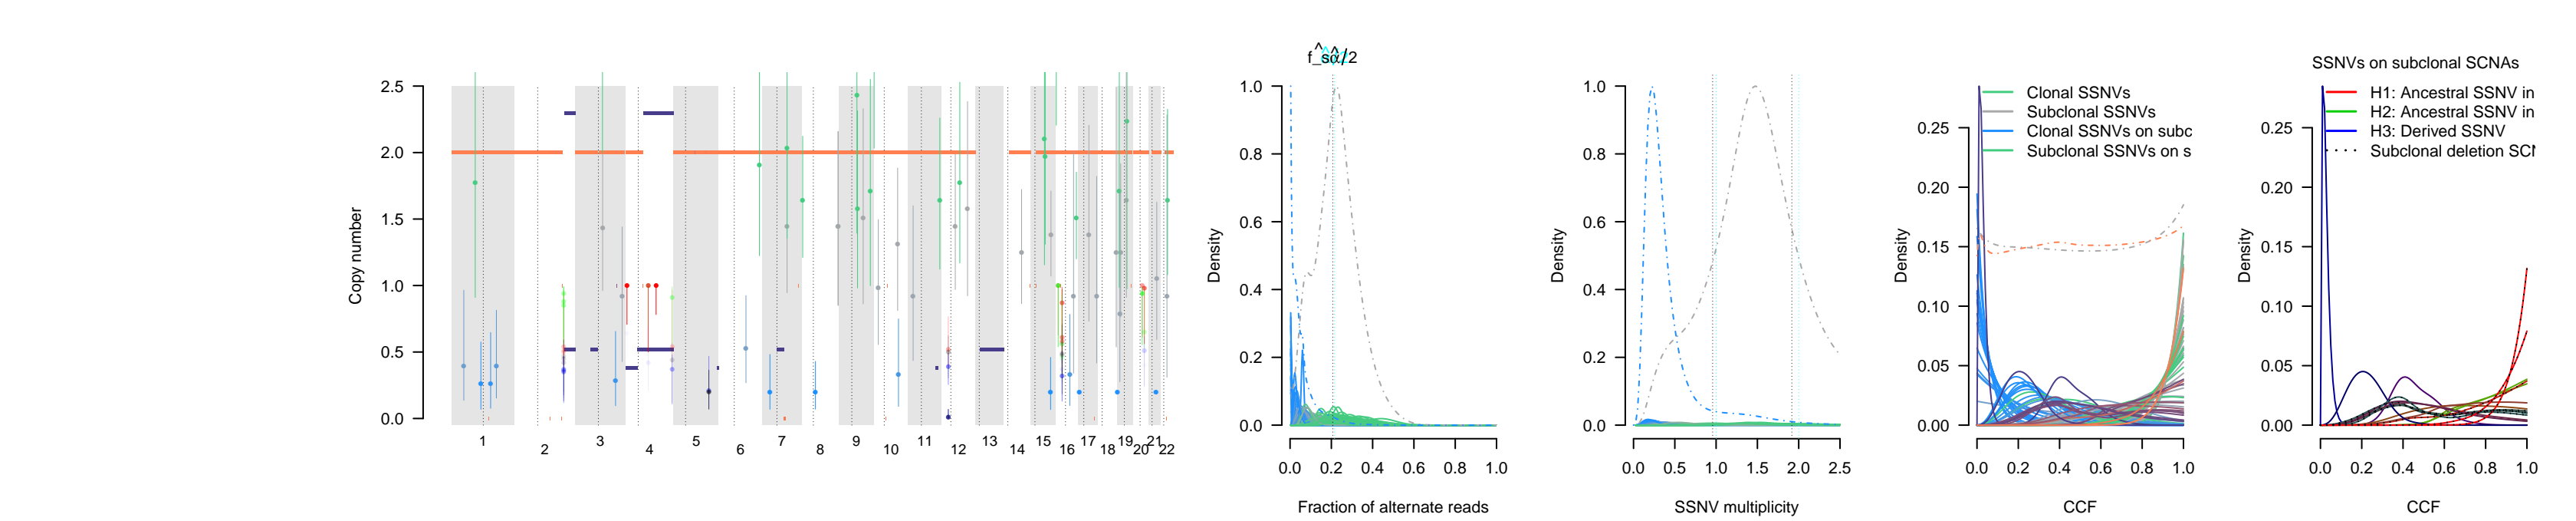 Copy number
2.5
2.0
1.5
1.0
0.5
0.0
1
2
3
4
5
6
7
8
9
10
11
12
13
14
15
16
17
18
19
20
21
22
Density
1.0
0.8
0.6
0.4
0.2
0.0
0.0 0.2 0.4 0.6 0.8 1.0
Fraction of alternate reads
Density
1.0
0.8
0.6
0.4
0.2
0.0
0.0 0.5 1.0 1.5 2.0 2.5
SSNV multiplicity
Density
0.25
0.20
0.15
0.10
0.05
0.00
Clonal SSNVs
Subclonal SSNVs
Clonal SSNVs on subc
Subclonal SSNVs on s
0.0 0.2 0.4 0.6 0.8 1.0
CCF
SSNVs on subclonal SCNAs
Density
0.25
0.20
0.15
0.10
0.05
0.00
H1: Ancestral SSNV in
H2: Ancestral SSNV in
H3: Derived SSNV
Subclonal deletion SCN
0.0 0.2 0.4 0.6 0.8 1.0
CCF